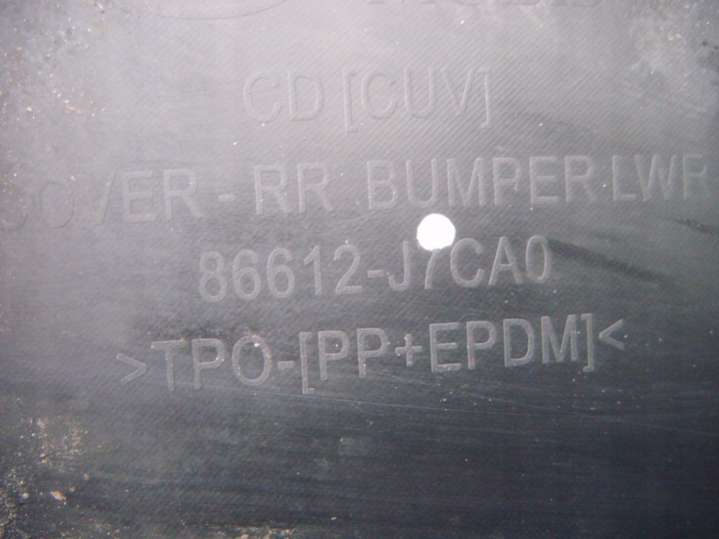 CD [CUV]
COVER - RR BUMPER LWR
86612-J7CA0
>TPO-[PP+EPDM]<